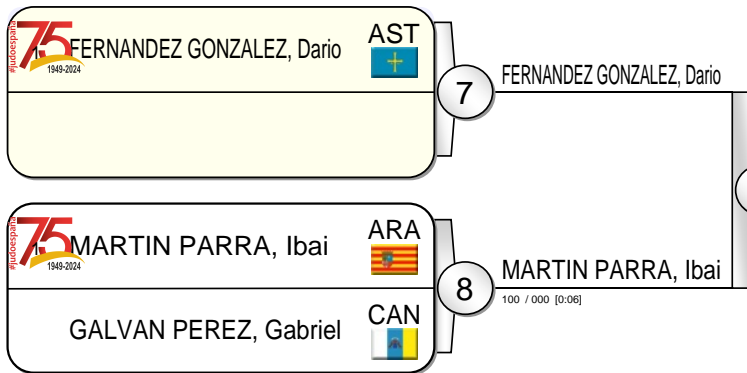 #judoespaña
75
1949-2024
FERNANDEZ GONZALEZ, Dario
AST
7
FERNANDEZ GONZALEZ, Dario
#judoespaña
75
1949-2024
MARTIN PARRA, Ibai
ARA
8
MARTIN PARRA, Ibai
100 / 000 [0:06]
GALVAN PEREZ, Gabriel
CAN